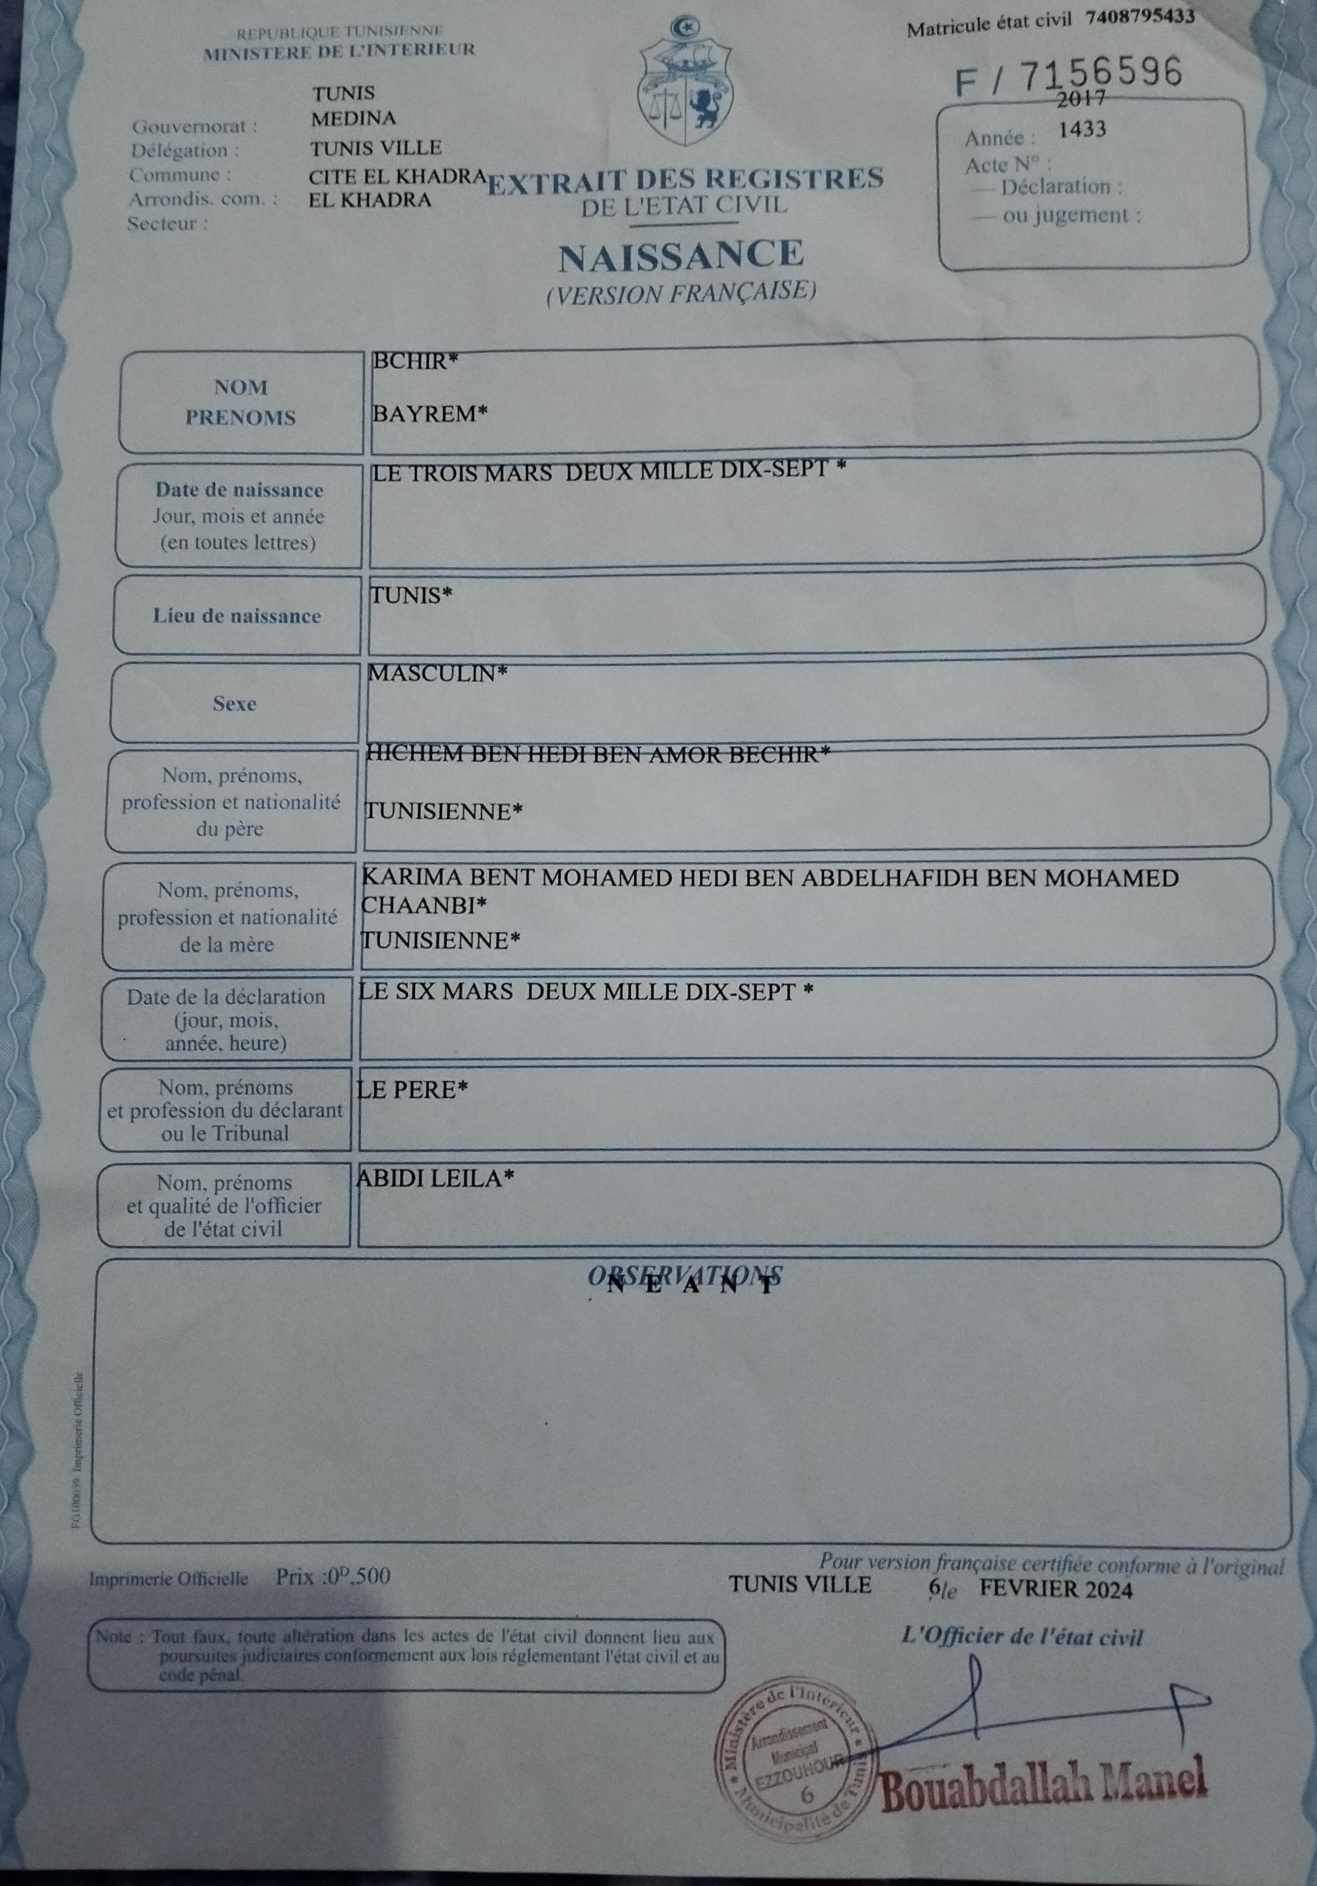 REPUBLIQUE TUNISIENNE
MINISTERE DE L'INTERIEUR
Matricule état civil 7408795433
F / 7156596
TUNIS
Gouvernorat : MEDINA
Délégation : TUNIS VILLE
Commune : CITE EL KHADRA
Arrondis. com. : EL KHADRA
Secteur :
2017
Année : 1433
Acte N° :
— Déclaration :
— ou jugement :
EXTRAIT DES REGISTRES
DE L'ETAT CIVIL
NAISSANCE
(VERSION FRANÇAISE)
NOM
PRENOMS
BCHIR*
BAYREM*
Date de naissance
Jour, mois et année
(en toutes lettres)
LE TROIS MARS DEUX MILLE DIX-SEPT *
Lieu de naissance
TUNIS*
Sexe
MASCULIN*
Nom, prénoms,
profession et nationalité
du père
HICHEM BEN HEDI BEN AMOR BECHIR*
TUNISIENNE*
Nom, prénoms,
profession et nationalité
de la mère
KARIMA BENT MOHAMED HEDI BEN ABDELHAFIDH BEN MOHAMED
CHAANBI*
TUNISIENNE*
Date de la déclaration
(jour, mois,
année, heure)
LE SIX MARS DEUX MILLE DIX-SEPT *
Nom, prénoms
et profession du déclarant
ou le Tribunal
LE PERE*
Nom, prénoms
et qualité de l'officier
de l'état civil
ABIDI LEILA*
OBSERVATIONS
N E A N T
Imprimerie Officielle
Imprimerie Officielle Prix :0ᴰ,500
Pour version française certifiée conforme à l'original
TUNIS VILLE 6 le FEVRIER 2024
L'Officier de l'état civil
Note : Tout faux, toute altération dans les actes de l'état civil donnent lieu aux
poursuites judiciaires conformement aux lois réglementant l'état civil et au
code pénal.
Ministère de l'Intérieur
Arrondissement
Municipal
EZZOUHOUR
6
Municipalité de Tunis
Bouabdallah Manel